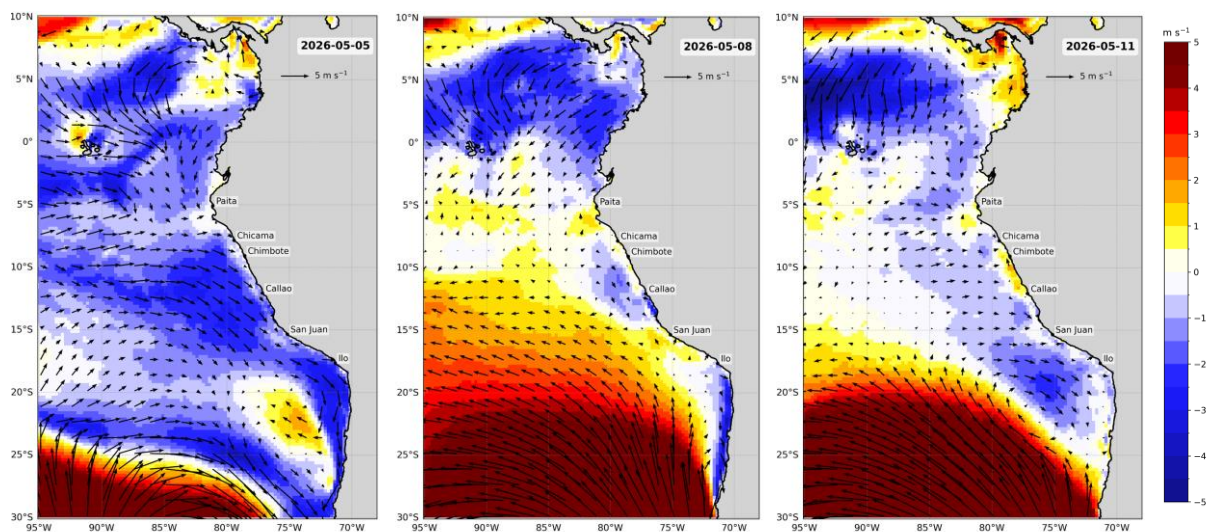 2026-05-05
5 m s⁻¹
10°N
5°N
0°
5°S
10°S
15°S
20°S
25°S
30°S
95°W
90°W
85°W
80°W
75°W
70°W
Paita
Chicama
Chimbote
Callao
San Juan
Ilo
2026-05-08
5 m s⁻¹
10°N
5°N
0°
5°S
10°S
15°S
20°S
25°S
30°S
95°W
90°W
85°W
80°W
75°W
70°W
Paita
Chicama
Chimbote
Callao
San Juan
Ilo
2026-05-11
5 m s⁻¹
10°N
5°N
0°
5°S
10°S
15°S
20°S
25°S
30°S
95°W
90°W
85°W
80°W
75°W
70°W
Paita
Chicama
Chimbote
Callao
San Juan
Ilo
m s⁻¹
5
4
3
2
1
0
−1
−2
−3
−4
−5